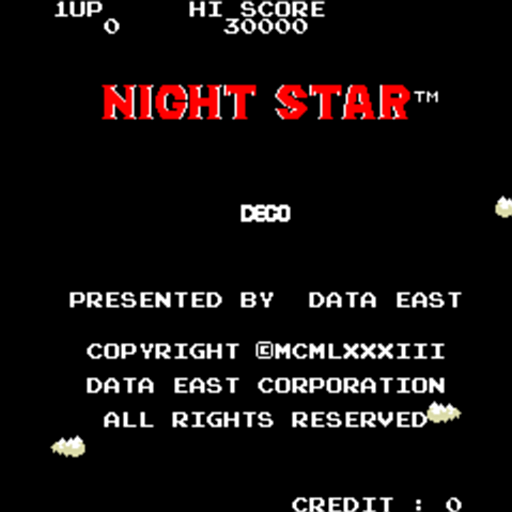 1UP HI SCORE
0 30000
NIGHT STAR™
DECO
PRESENTED BY DATA EAST
COPYRIGHT ©MCMLXXXIII
DATA EAST CORPORATION
ALL RIGHTS RESERVED
CREDIT : 0